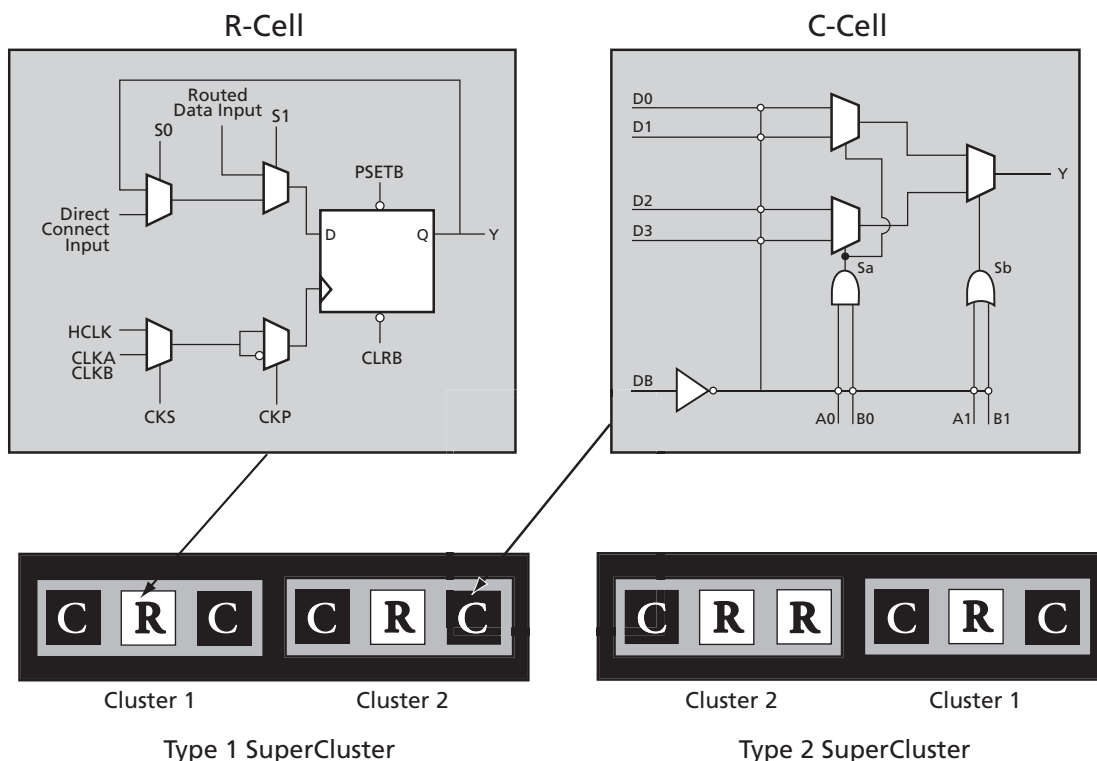 R-Cell
Routed
Data Input
S1
S0
PSETB
Direct
Connect
Input
D
Q
Y
HCLK
CLKA
CLKB
CLRB
CKS
CKP
C-Cell
D0
D1
Y
D2
D3
Sa
Sb
DB
A0
B0
A1
B1
C R C
C R C
Cluster 1
Cluster 2
Type 1 SuperCluster
C R R
C R C
Cluster 2
Cluster 1
Type 2 SuperCluster